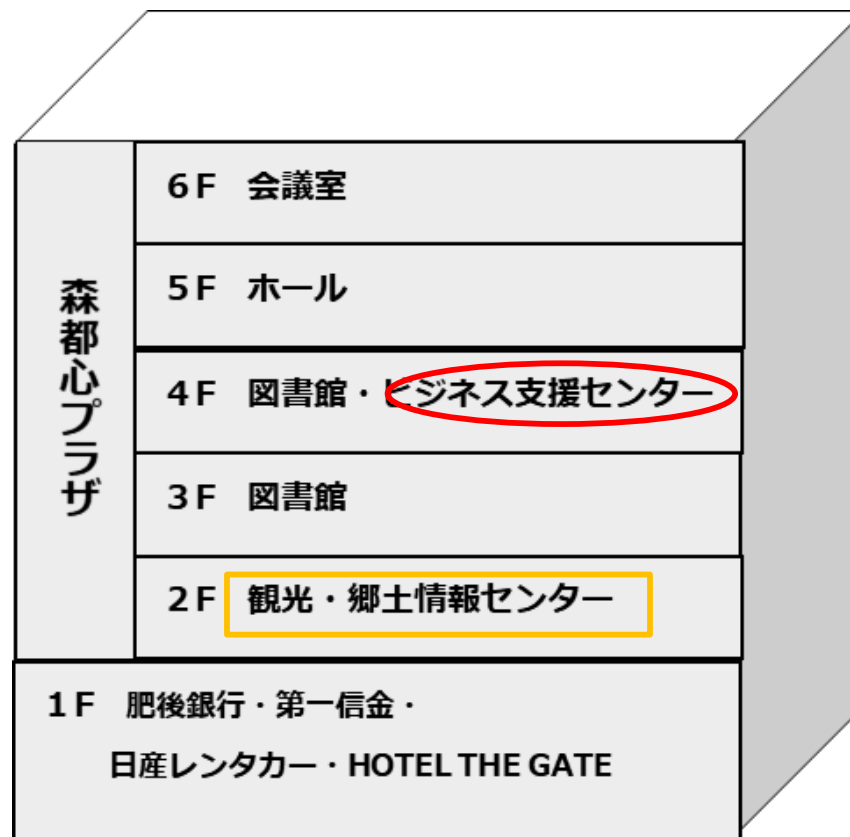 森都心プラザ
6F 会議室
5F ホール
4F 図書館・ビジネス支援センター
3F 図書館
2F 観光・郷土情報センター
1F 肥後銀行・第一信金・
日産レンタカー・HOTEL THE GATE